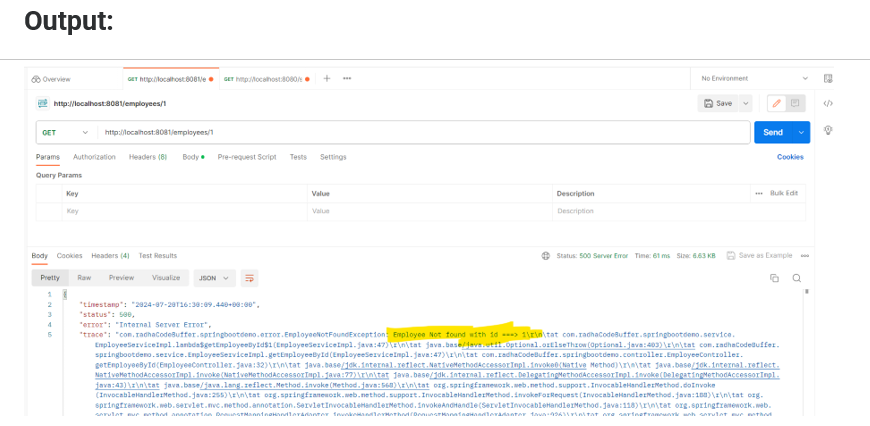 Output:
Overview GET http://localhost:8081/e GET http://localhost:8080/s + ••• No Environment
http://localhost:8081/employees/1 Save
GET http://localhost:8081/employees/1 Send
Params Authorization Headers (8) Body Pre-request Script Tests Settings Cookies
Query Params
Key Value Description ••• Bulk Edit
Key Value Description
Body Cookies Headers (4) Test Results Status: 500 Server Error Time: 61 ms Size: 6.63 KB Save as Example •••
Pretty Raw Preview Visualize JSON
1 {
2 "timestamp": "2024-07-20T16:30:09.440+00:00",
3 "status": 500,
4 "error": "Internal Server Error",
5 "trace": "com.radhaCodeBuffer.springbootdemo.error.EmployeeNotFoundException: Employee Not found with id ===> 1\r\n\tat com.radhaCodeBuffer.springbootdemo.service.
EmployeeServiceImpl.lambda$getEmployeeById$1(EmployeeServiceImpl.java:47)\r\n\tat java.base/java.util.Optional.orElseThrow(Optional.java:403)\r\n\tat com.radhaCodeBuffer.
springbootdemo.service.EmployeeServiceImpl.getEmployeeById(EmployeeServiceImpl.java:47)\r\n\tat com.radhaCodeBuffer.springbootdemo.controller.EmployeeController.
getEmployeeById(EmployeeController.java:32)\r\n\tat java.base/jdk.internal.reflect.NativeMethodAccessorImpl.invoke0(Native Method)\r\n\tat java.base/jdk.internal.reflect.
NativeMethodAccessorImpl.invoke(NativeMethodAccessorImpl.java:77)\r\n\tat java.base/jdk.internal.reflect.DelegatingMethodAccessorImpl.invoke(DelegatingMethodAccessorImpl.
java:43)\r\n\tat java.base/java.lang.reflect.Method.invoke(Method.java:568)\r\n\tat org.springframework.web.method.support.InvocableHandlerMethod.doInvoke
(InvocableHandlerMethod.java:255)\r\n\tat org.springframework.web.method.support.InvocableHandlerMethod.invokeForRequest(InvocableHandlerMethod.java:188)\r\n\tat org.
springframework.web.servlet.mvc.method.annotation.ServletInvocableHandlerMethod.invokeAndHandle(ServletInvocableHandlerMethod.java:118)\r\n\tat org.springframework.web.